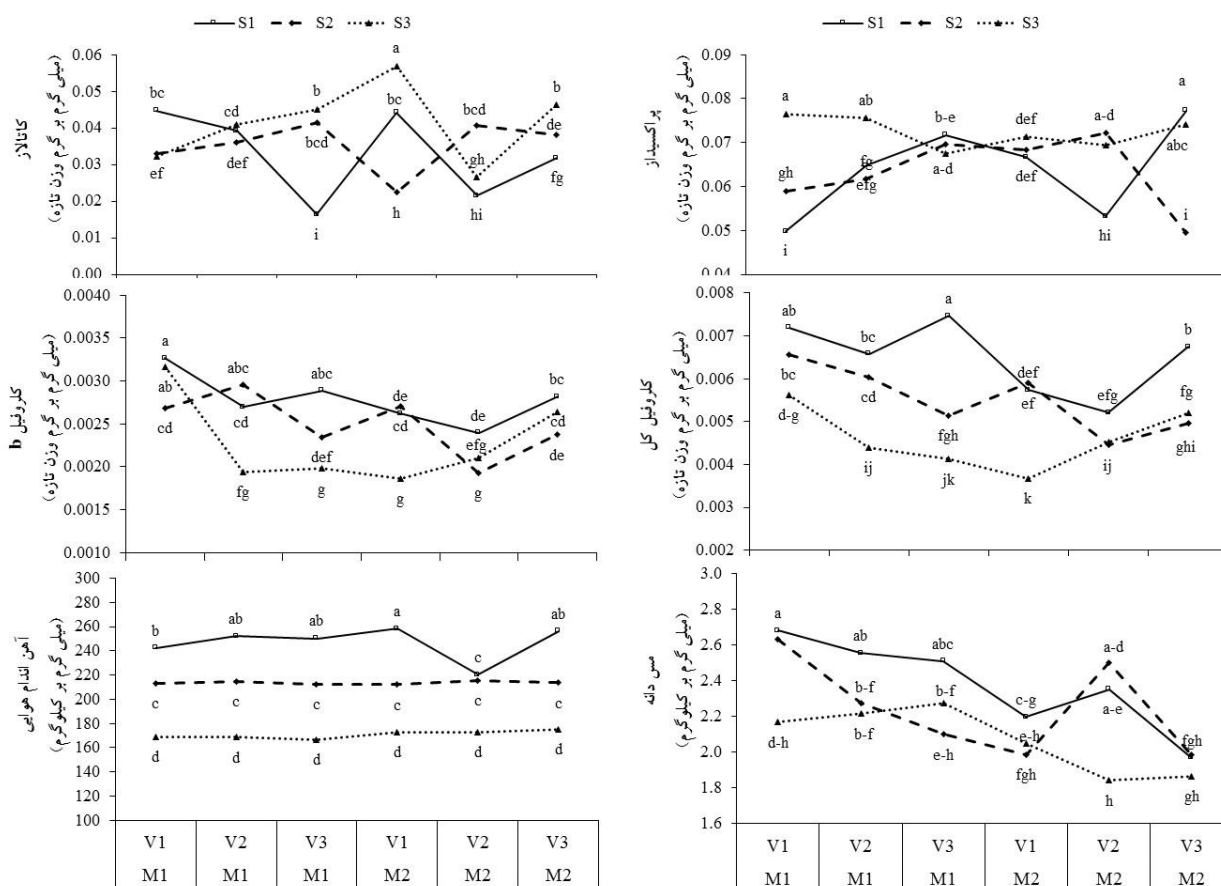 S1 S2 S3
S1 S2 S3
کاتالاز
(میلی گرم بر گرم وزن تازه)
0.06
0.05
0.04
0.03
0.02
0.01
0.00
bc
cd
b
a
b
bc
bcd
de
ef
def
bcd
gh
fg
h
hi
i
پراکسیداز
(میلی گرم بر گرم وزن تازه)
0.09
0.08
0.07
0.06
0.05
0.04
a
ab
b-e
def
a-d
a
abc
gh
fg
efg
a-d
def
i
hi
i
کلروفیل b
(میلی گرم بر گرم وزن تازه)
0.0040
0.0035
0.0030
0.0025
0.0020
0.0015
0.0010
a
abc
ab
de
de
bc
cd
cd
cd
efg
cd
def
de
fg
g
g
g
کلروفیل کل
(میلی گرم بر گرم وزن تازه)
0.008
0.007
0.006
0.005
0.004
0.003
0.002
ab
bc
a
b
def
efg
bc
cd
ef
fg
d-g
fgh
ghi
ij
jk
k
ij
آهن اندام هوایی
(میلی گرم بر کیلوگرم)
300
280
260
240
220
200
180
160
140
120
100
b
ab
ab
a
c
ab
c
c
c
c
c
c
d
d
d
d
d
d
مس دانه
(میلی گرم بر کیلوگرم)
3.0
2.8
2.6
2.4
2.2
2.0
1.8
1.6
a
ab
abc
a-d
b-f
b-f
c-g
a-e
d-h
b-f
e-h
e-h
fgh
fgh
h
gh
V1 V2 V3 V1 V2 V3
M1 M1 M1 M2 M2 M2
V1 V2 V3 V1 V2 V3
M1 M1 M1 M2 M2 M2